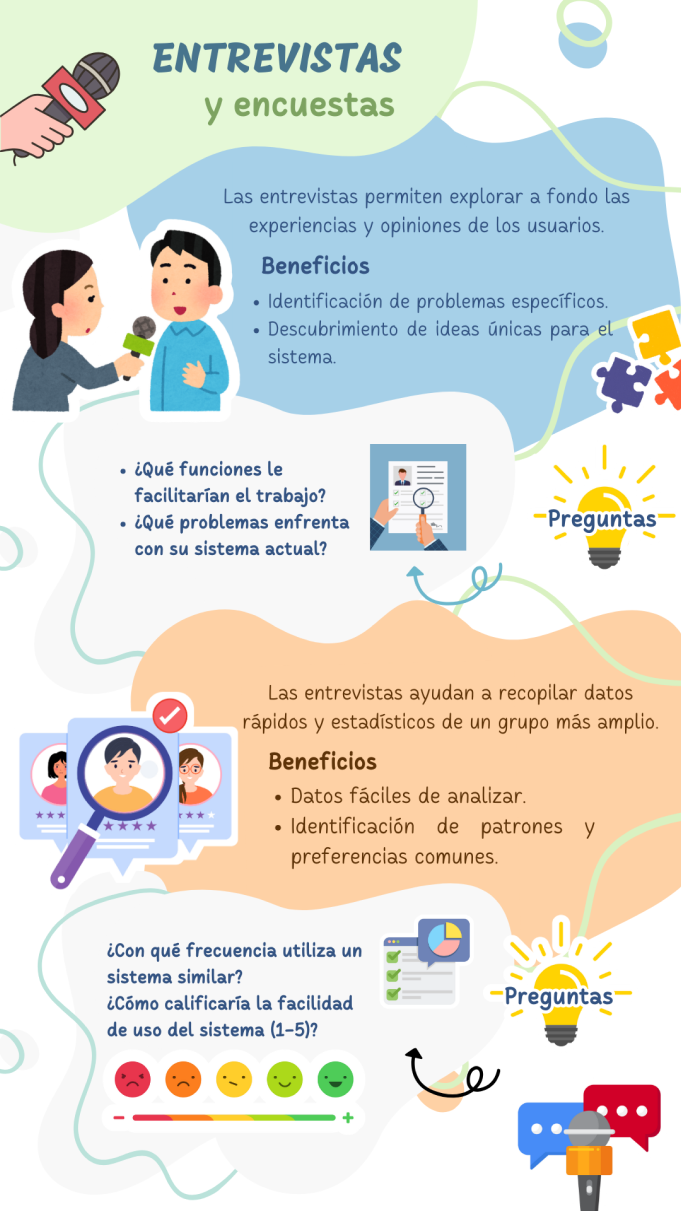 ENTREVISTAS
y encuestas
Las entrevistas permiten explorar a fondo las
experiencias y opiniones de los usuarios.
Beneficios
• Identificación de problemas específicos.
• Descubrimiento de ideas únicas para el
sistema.
• ¿Qué funciones le
facilitarían el trabajo?
• ¿Qué problemas enfrenta
con su sistema actual?
Preguntas
Las entrevistas ayudan a recopilar datos
rápidos y estadísticos de un grupo más amplio.
Beneficios
• Datos fáciles de analizar.
• Identificación de patrones y
preferencias comunes.
¿Con qué frecuencia utiliza un
sistema similar?
¿Cómo calificaría la facilidad
de uso del sistema (1-5)?
Preguntas